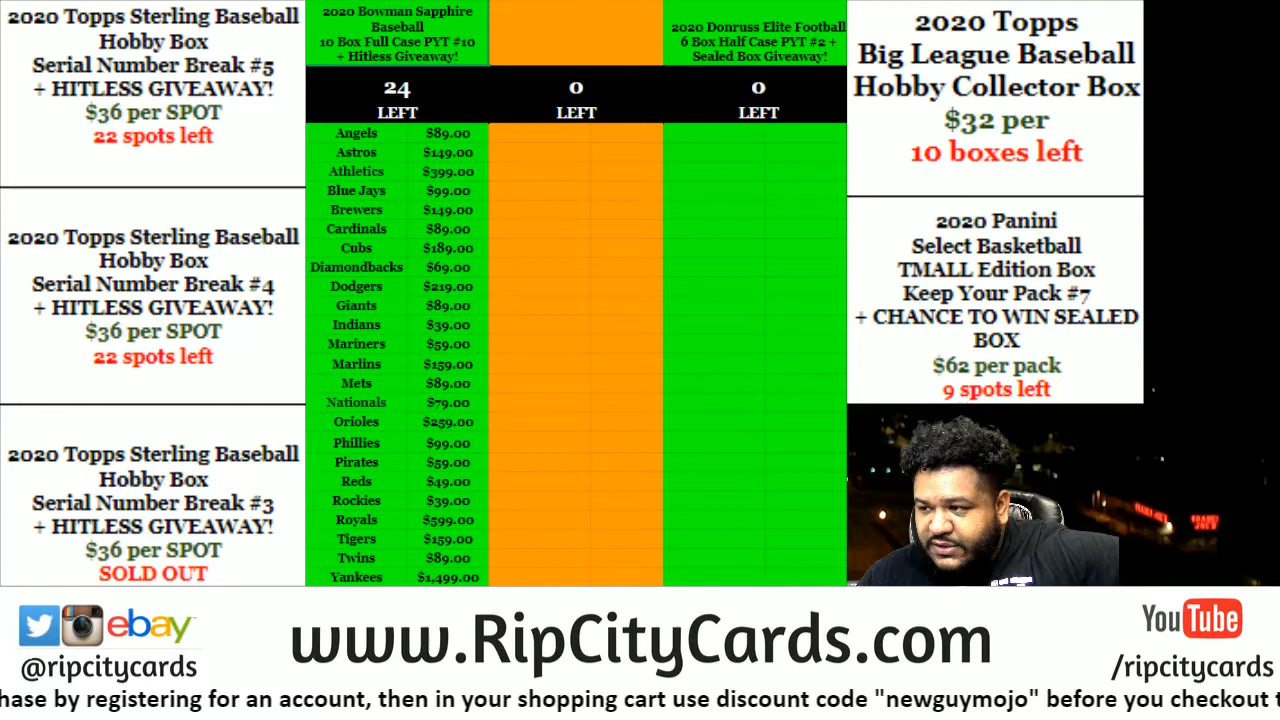 2020 Topps Sterling Baseball
Hobby Box
Serial Number Break #5
+ HITLESS GIVEAWAY!
$36 per SPOT
22 spots left
2020 Topps Sterling Baseball
Hobby Box
Serial Number Break #4
+ HITLESS GIVEAWAY!
$36 per SPOT
22 spots left
2020 Topps Sterling Baseball
Hobby Box
Serial Number Break #3
+ HITLESS GIVEAWAY!
$36 per SPOT
SOLD OUT
2020 Bowman Sapphire
Baseball
10 Box Full Case PYT #10
+ Hitless Giveaway!
24
LEFT
Angels $89.00
Astros $149.00
Athletics $399.00
Blue Jays $99.00
Brewers $149.00
Cardinals $89.00
Cubs $189.00
Diamondbacks $69.00
Dodgers $219.00
Giants $89.00
Indians $39.00
Mariners $59.00
Marlins $159.00
Mets $89.00
Nationals $79.00
Orioles $259.00
Phillies $99.00
Pirates $59.00
Reds $49.00
Rockies $39.00
Royals $599.00
Tigers $159.00
Twins $89.00
Yankees $1,499.00
0
LEFT
2020 Donruss Elite Football
6 Box Half Case PYT #2 +
Sealed Box Giveaway!
0
LEFT
2020 Topps
Big League Baseball
Hobby Collector Box
$32 per
10 boxes left
2020 Panini
Select Basketball
TMALL Edition Box
Keep Your Pack #7
+ CHANCE TO WIN SEALED
BOX
$62 per pack
9 spots left
ebay
@ripcitycards
www.RipCityCards.com
YouTube
/ripcitycards
hase by registering for an account, then in your shopping cart use discount code "newguymojo" before you checkout t